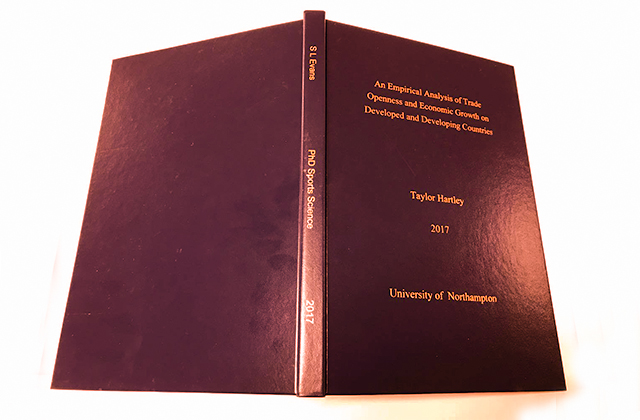 S L Evans
PhD Sports Science
2017
An Empirical Analysis of Trade
Openness and Economic Growth on
Developed and Developing Countries
Taylor Hartley
2017
University of Northampton